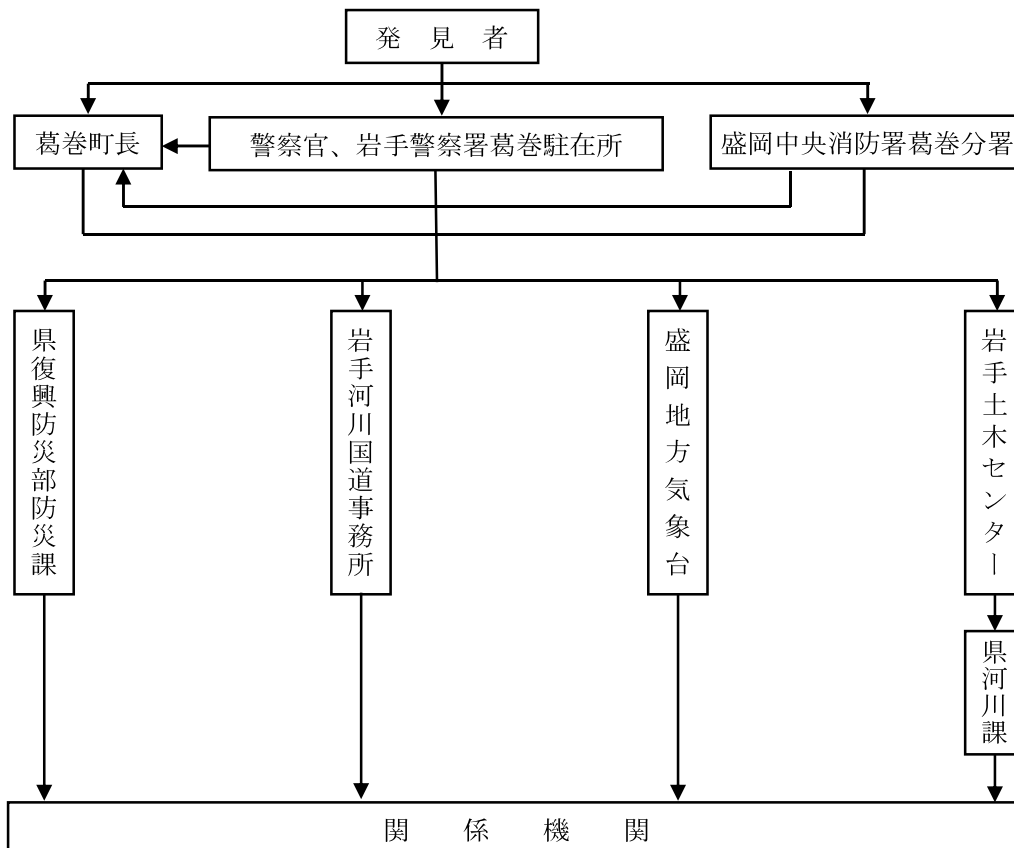 発見者
葛巻町長
警察官、岩手警察署葛巻駐在所
盛岡中央消防署葛巻分署
県復興防災部防災課
岩手河川国道事務所
盛岡地方気象台
岩手土木センター
県河川課
関係機関